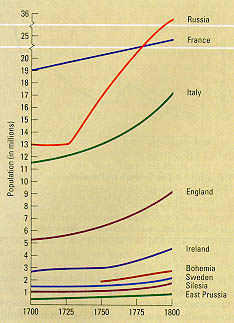 36
Russia
25
France
20
19
18
Italy
17
16
15
14
13
12
11
10
England
9
8
7
6
5
Ireland
4
3
Bohemia
Sweden
2
Silesia
1
East Prussia
1700 1725 1750 1775 1800
Population (in millions)